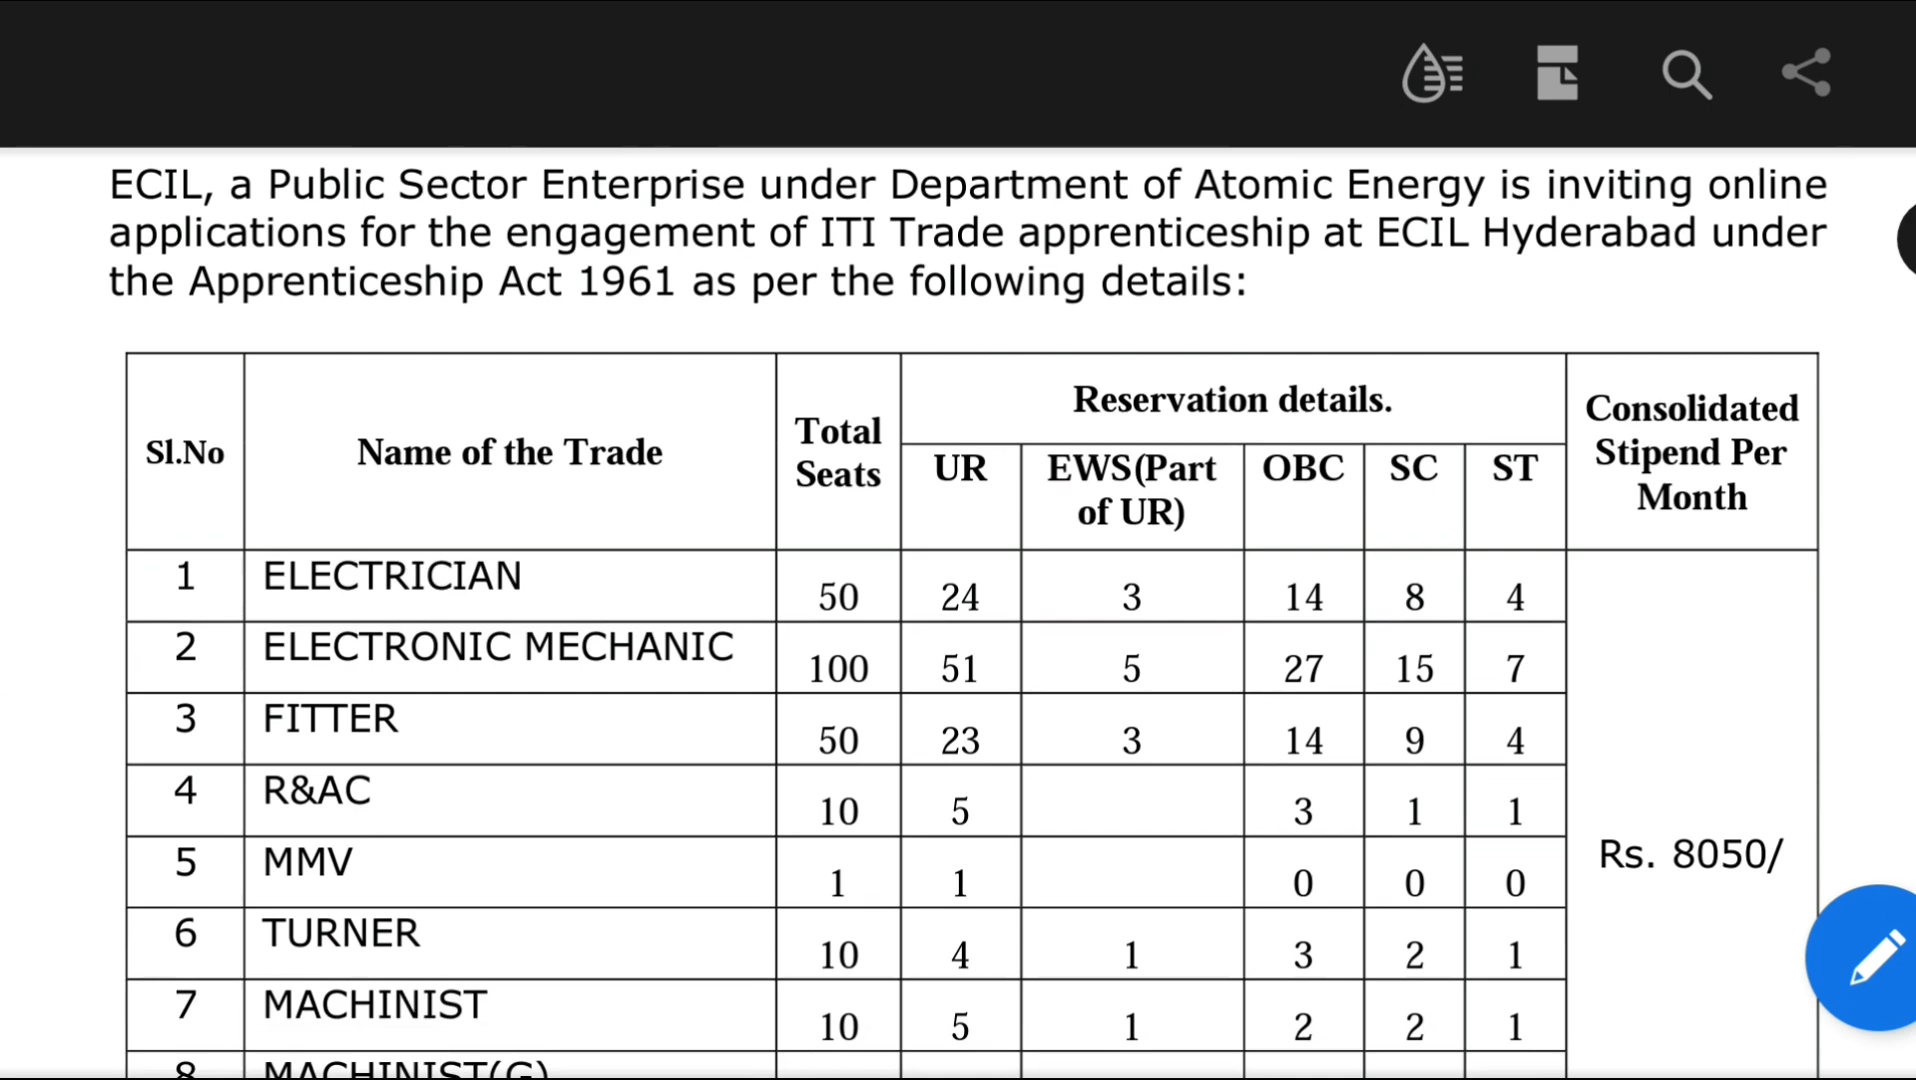 ECIL, a Public Sector Enterprise under Department of Atomic Energy is inviting online
applications for the engagement of ITI Trade apprenticeship at ECIL Hyderabad under
the Apprenticeship Act 1961 as per the following details:
Sl.No Name of the Trade Total Seats Reservation details. Consolidated Stipend Per Month
UR EWS(Part of UR) OBC SC ST
1 ELECTRICIAN 50 24 3 14 8 4
2 ELECTRONIC MECHANIC 100 51 5 27 15 7
3 FITTER 50 23 3 14 9 4
4 R&AC 10 5 3 1 1
5 MMV 1 1 0 0 0
Rs. 8050/
6 TURNER 10 4 1 3 2 1
7 MACHINIST 10 5 1 2 2 1
8 MACHINIST(G)